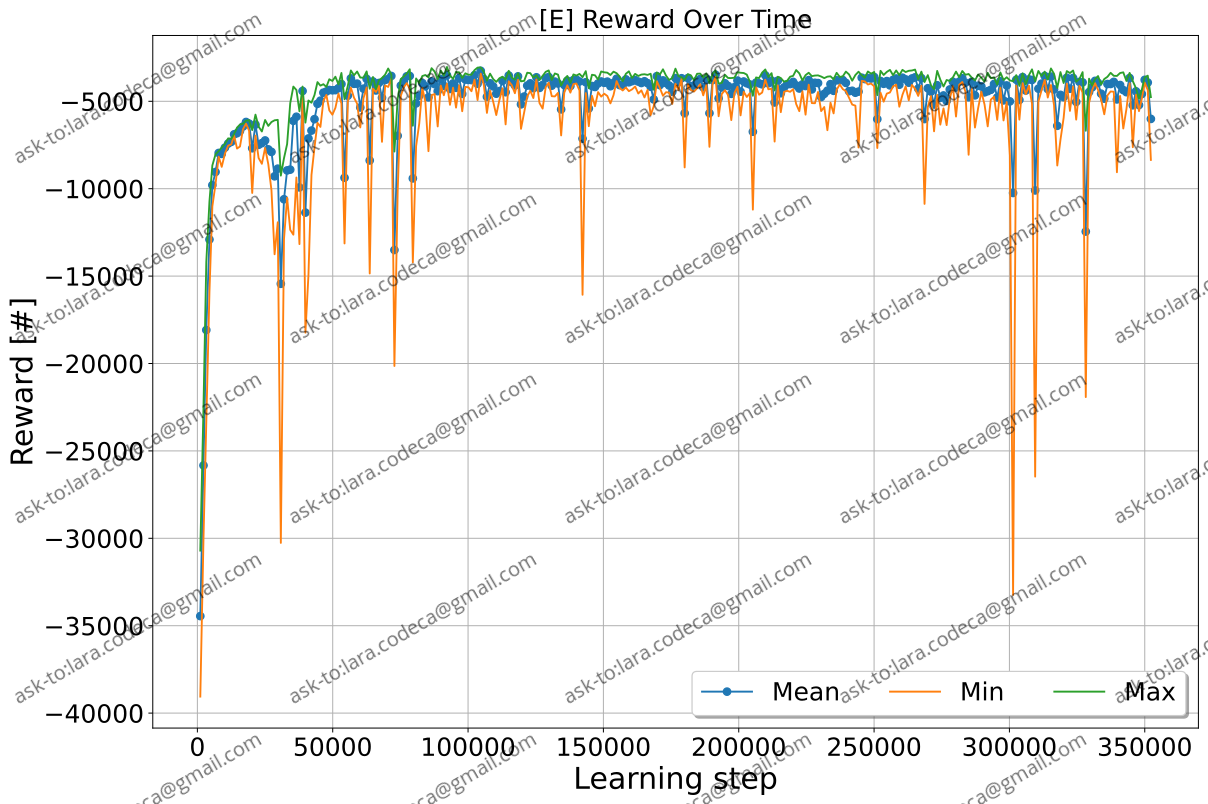 [E] Reward Over Time
Reward [#]
−5000
−10000
−15000
−20000
−25000
−30000
−35000
−40000
Mean Min Max
0 50000 100000 150000 200000 250000 300000 350000
Learning step
ask-to:lara.codeca@gmail.com